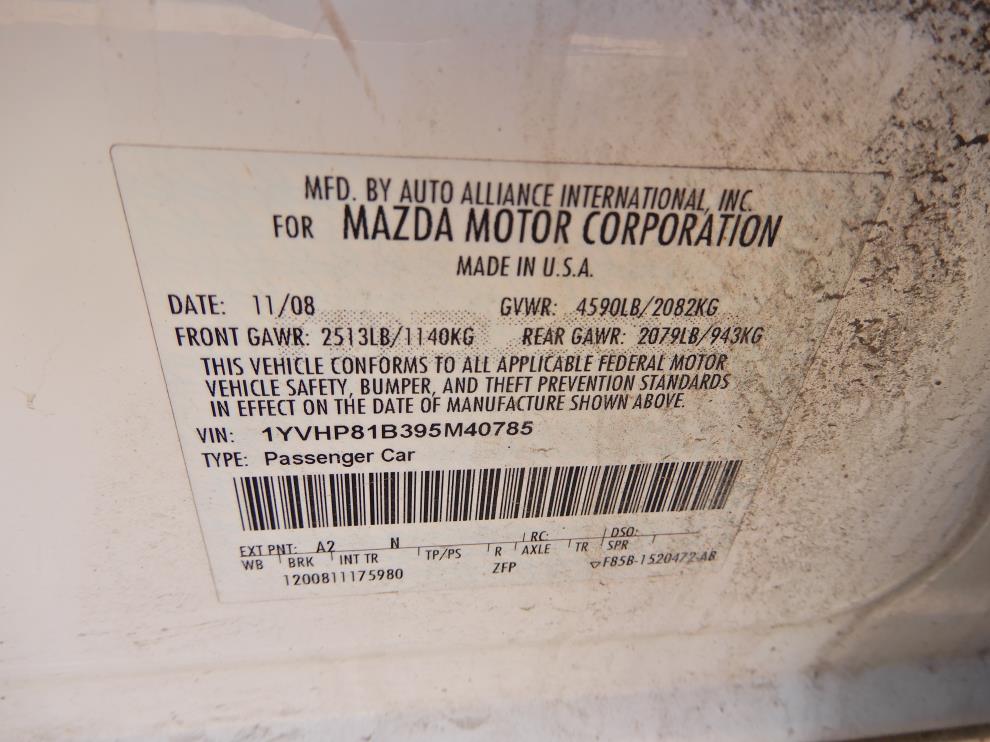 MFD. BY AUTO ALLIANCE INTERNATIONAL, INC.
FOR MAZDA MOTOR CORPORATION
MADE IN U.S.A.
DATE: 11/08 GVWR: 4590LB/2082KG
FRONT GAWR: 2513LB/1140KG REAR GAWR: 2079LB/943KG
THIS VEHICLE CONFORMS TO ALL APPLICABLE FEDERAL MOTOR
VEHICLE SAFETY, BUMPER, AND THEFT PREVENTION STANDARDS
IN EFFECT ON THE DATE OF MANUFACTURE SHOWN ABOVE.
VIN: 1YVHP81B395M40785
TYPE: Passenger Car
EXT PNT: A2 N RC: DSO:
WB BRK INT TR TP/PS R AXLE TR SPR
1200811175980 ZFP ▽F85B-1520472-AB